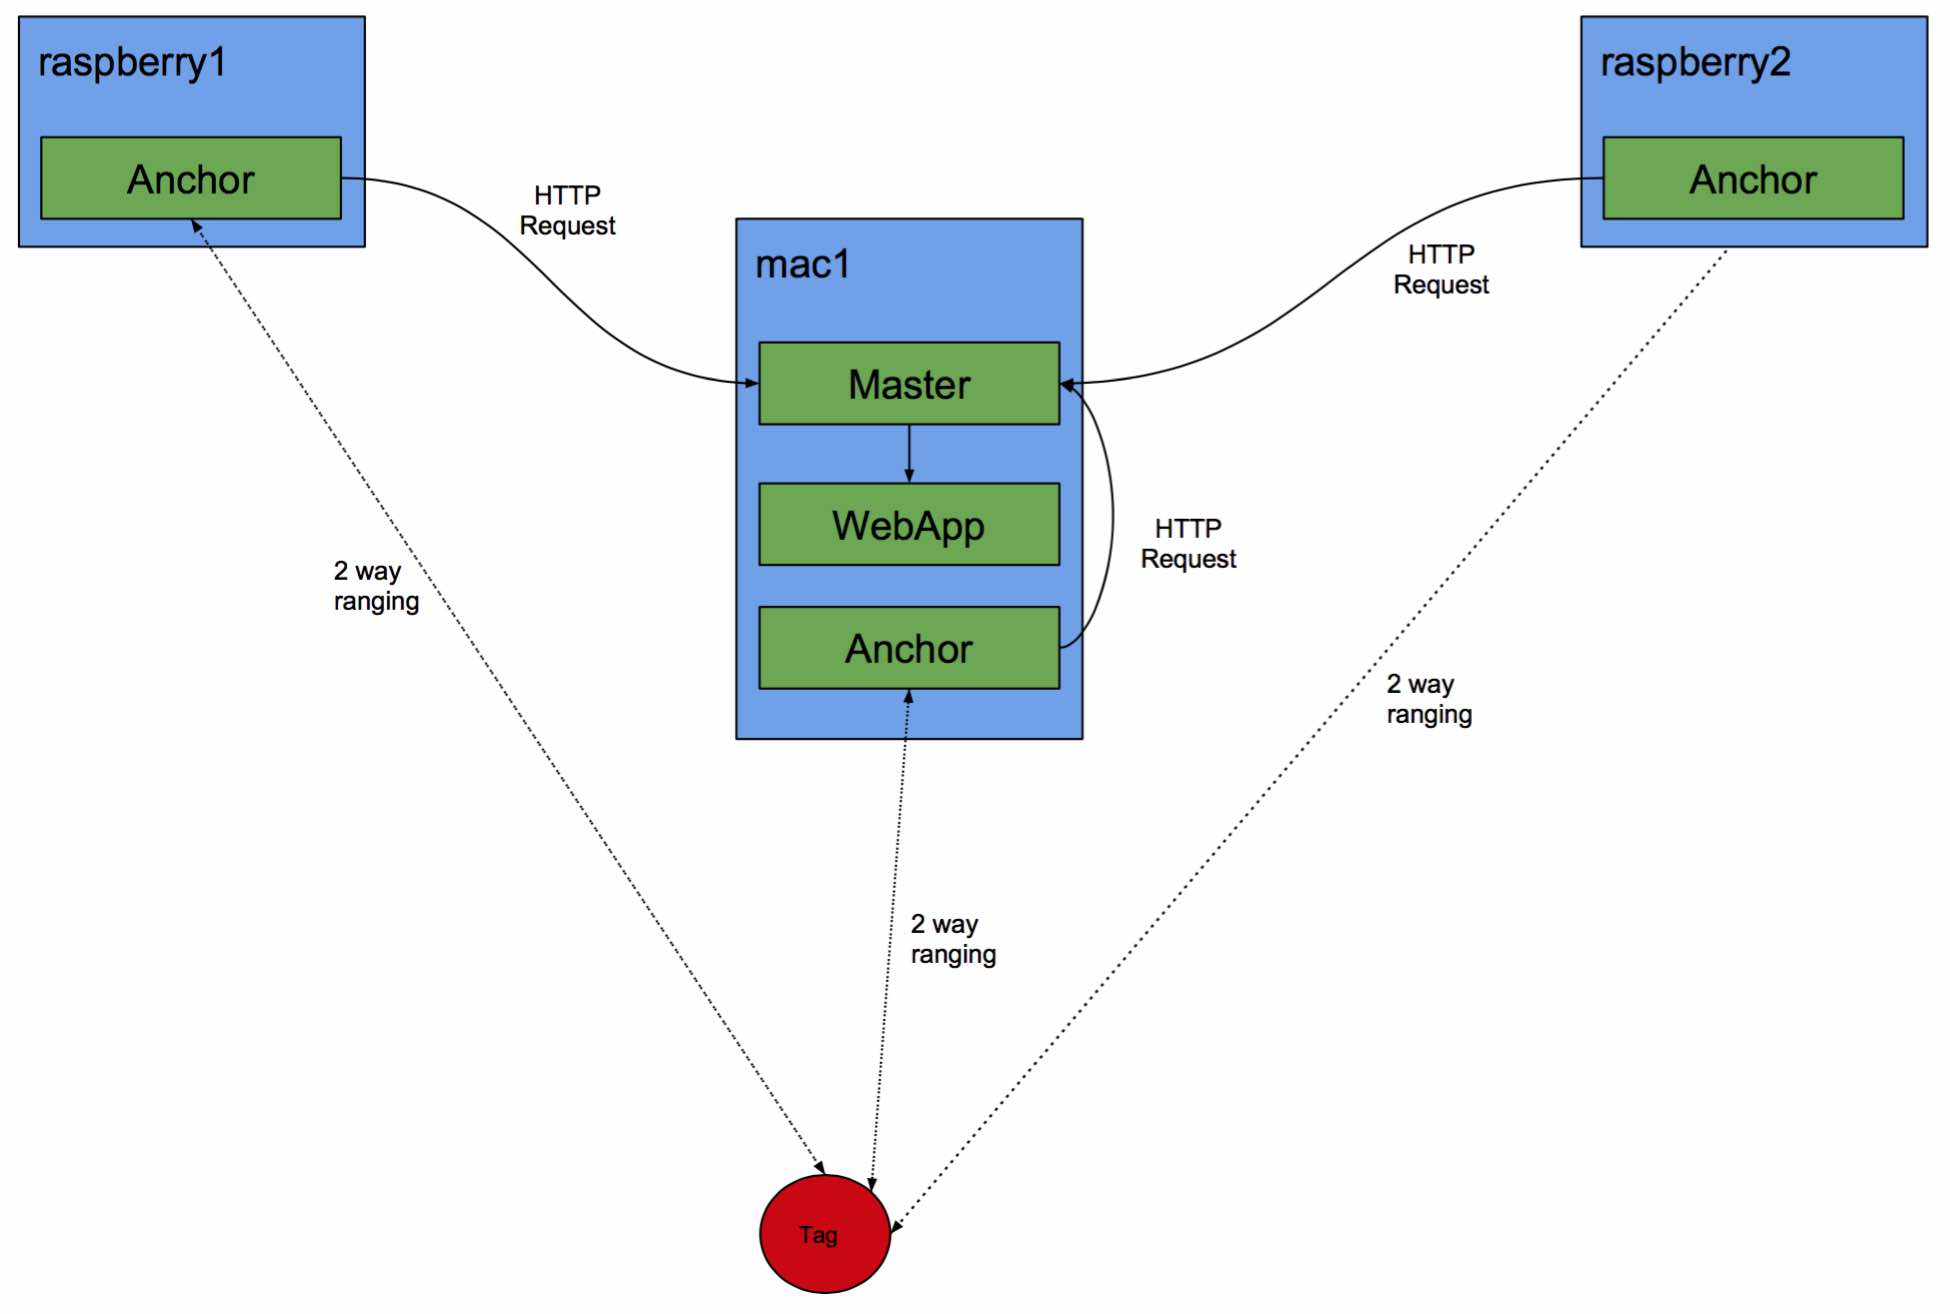 raspberry1
Anchor
raspberry2
Anchor
HTTP
Request
HTTP
Request
mac1
Master
WebApp
Anchor
HTTP
Request
2 way
ranging
2 way
ranging
2 way
ranging
Tag